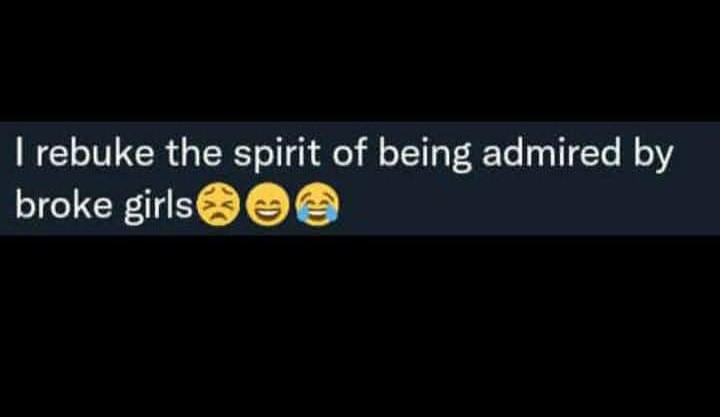 I rebuke the spirit of being admired by
broke girls😣😄😂